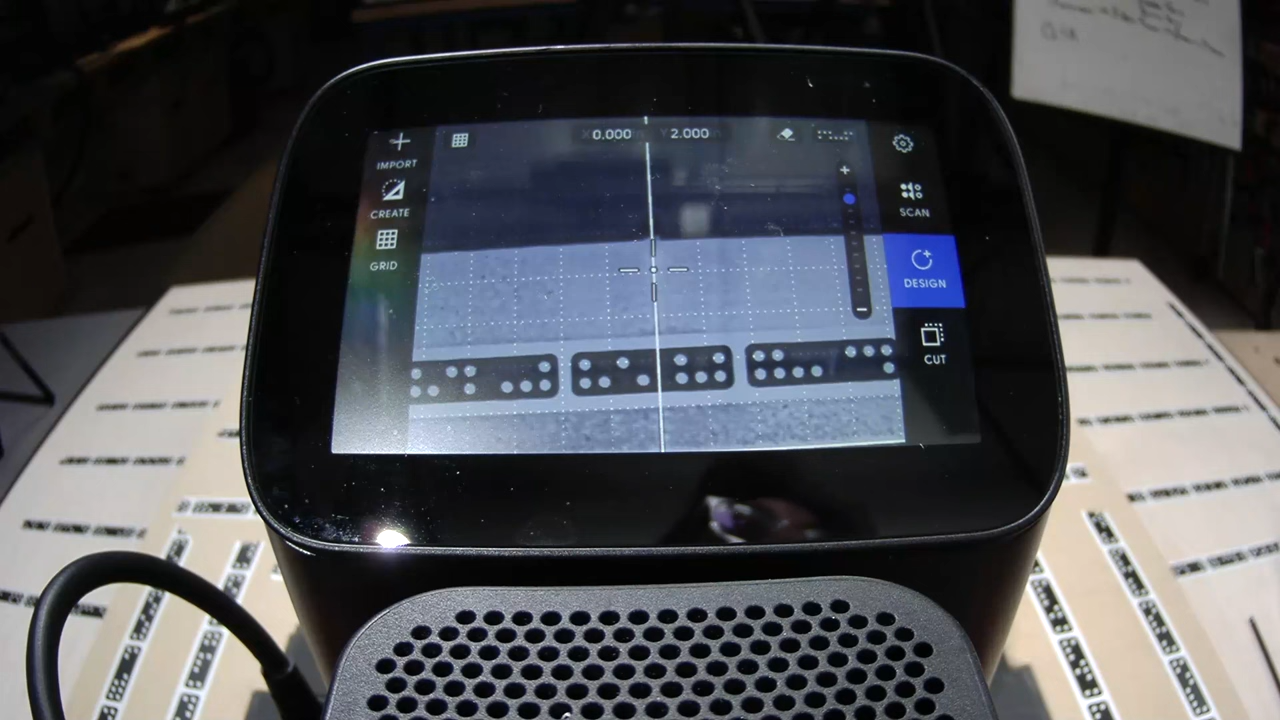 X 0.000 Y 2.000
IMPORT
CREATE
GRID
SCAN
DESIGN
CUT